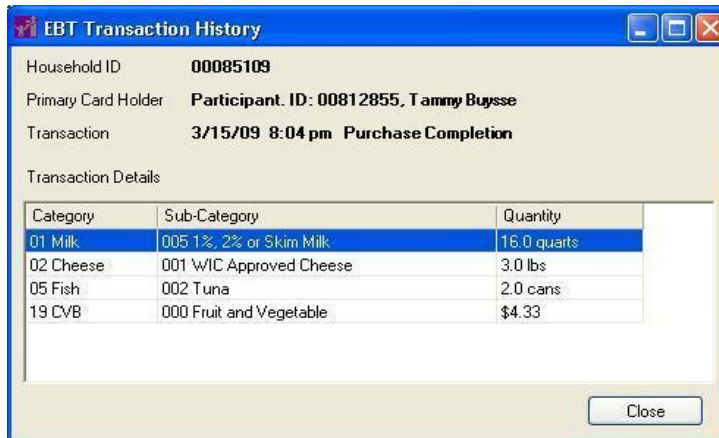 EBT Transaction History
Household ID 00085109
Primary Card Holder Participant. ID: 00812855, Tammy Buysse
Transaction 3/15/09 8:04 pm Purchase Completion
Transaction Details
Category Sub-Category Quantity
01 Milk 005 1%, 2% or Skim Milk 16.0 quarts
02 Cheese 001 WIC Approved Cheese 3.0 lbs
05 Fish 002 Tuna 2.0 cans
19 CVB 000 Fruit and Vegetable $4.33
Close